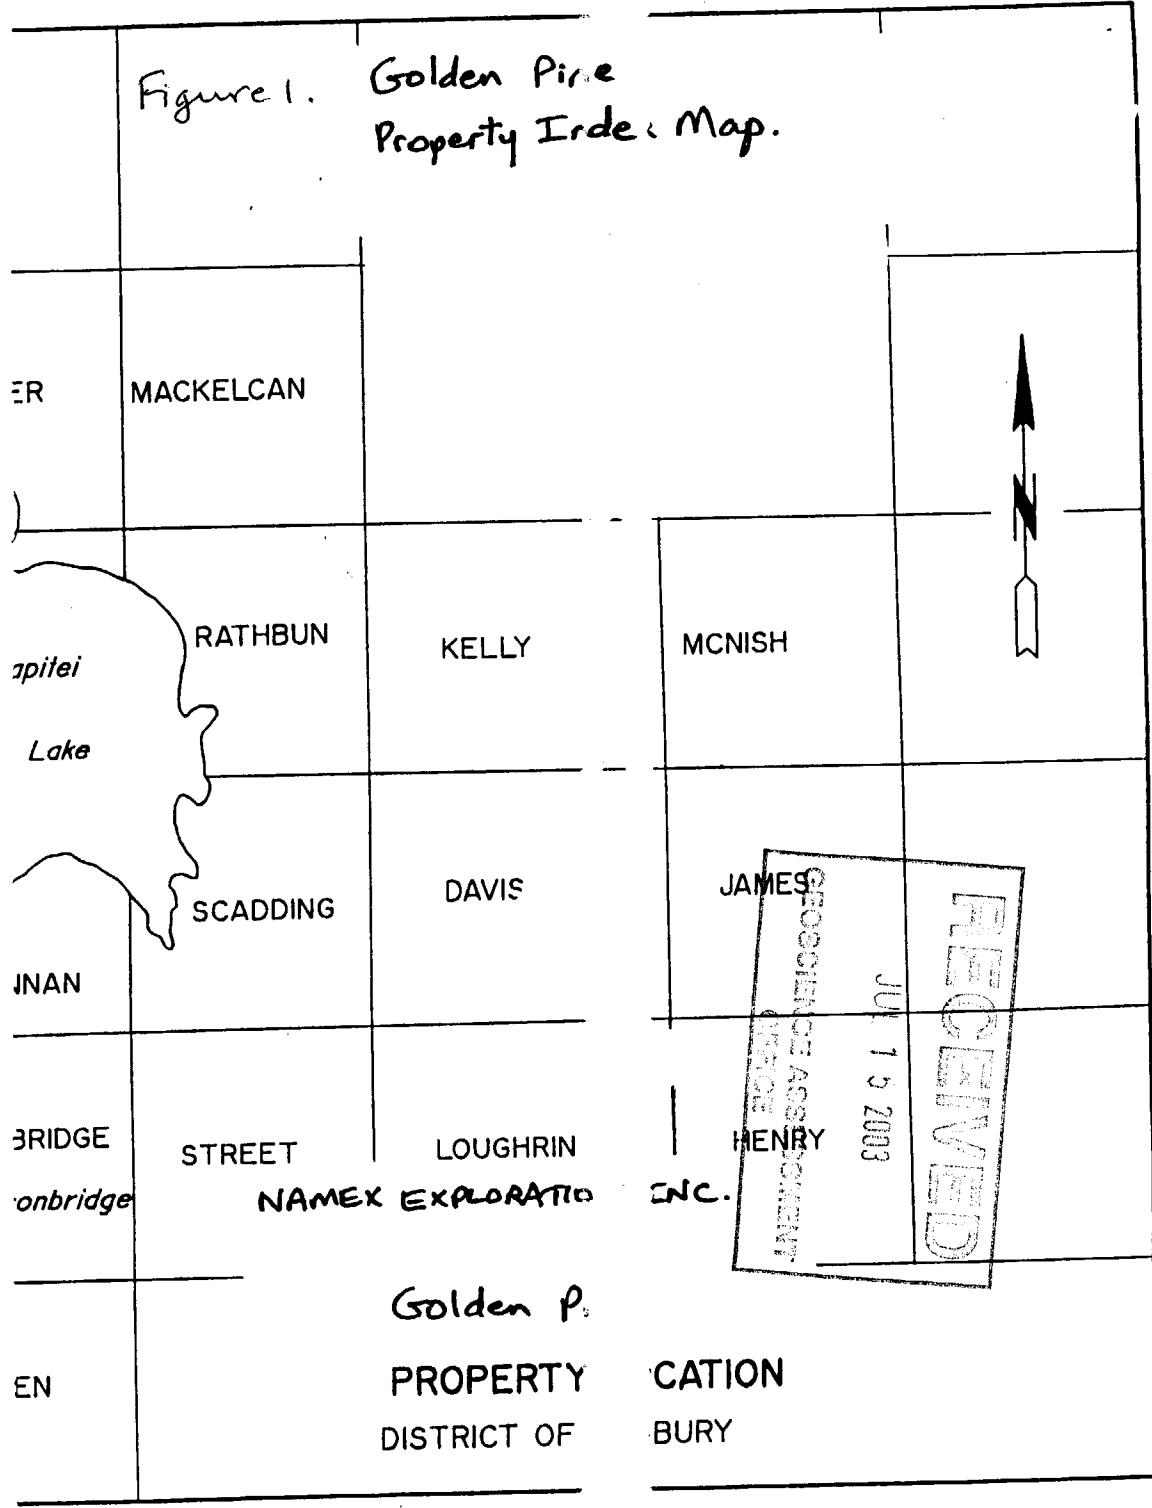 Figure 1. Golden Pine
Property Index Map.
ER MACKELCAN
N
RATHBUN KELLY MCNISH
apitei
Lake
SCADDING DAVIS JAMES
NNAN
RECEIVED
JUL 15 2003
GEOSCIENCE ASSESSMENT
OFFICE
BRIDGE STREET LOUGHRIN HENRY
onbridge NAMEX EXPLORATIO INC.
Golden P
PROPERTY CATION
DISTRICT OF BURY
EN